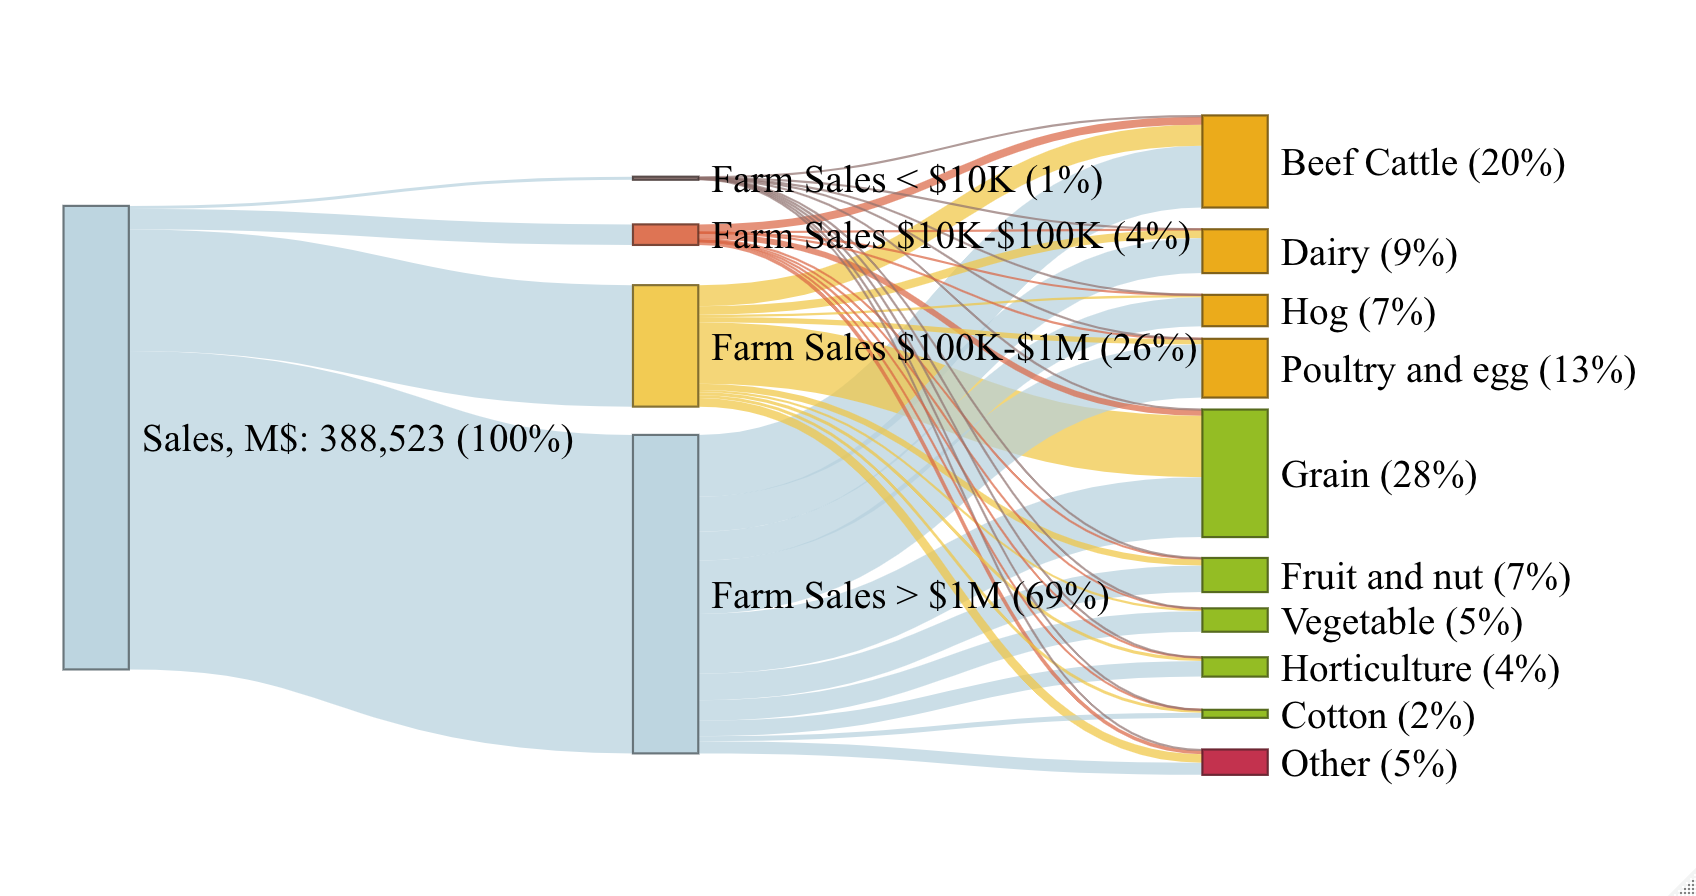 Sales, M$: 388,523 (100%)
Farm Sales < $10K (1%)
Farm Sales $10K-$100K (4%)
Farm Sales $100K-$1M (26%)
Farm Sales > $1M (69%)
Beef Cattle (20%)
Dairy (9%)
Hog (7%)
Poultry and egg (13%)
Grain (28%)
Fruit and nut (7%)
Vegetable (5%)
Horticulture (4%)
Cotton (2%)
Other (5%)